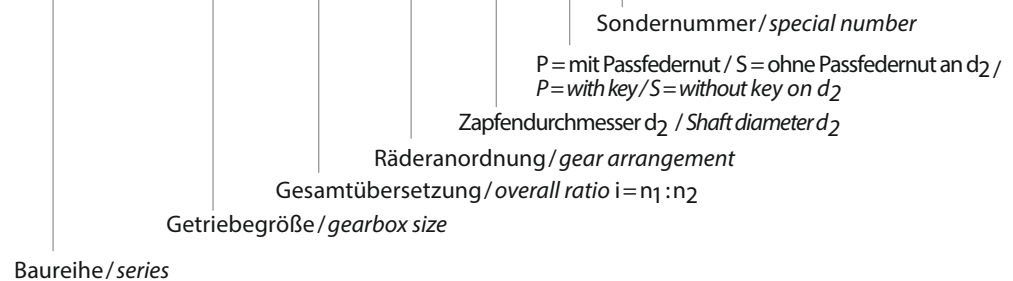 Sondernummer/special number
P=mit Passfedernut/S=ohne Passfedernut an d2/
P=with key/S=without key on d2
Zapfendurchmesser d2 /Shaft diameter d2
Räderanordnung/gear arrangement
Gesamtübersetzung/overall ratio i=n1:n2
Getriebegröße/gearbox size
Baureihe/series